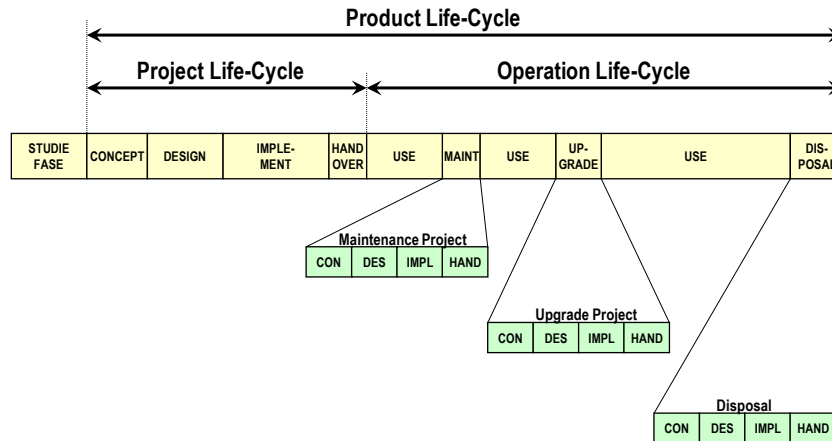 Product Life-Cycle
Project Life-Cycle
Operation Life-Cycle
STUDIE
FASE
CONCEPT
DESIGN
IMPLE-
MENT
HAND
OVER
USE
MAINT
USE
UP-
GRADE
USE
DIS-
POSAL
Maintenance Project
CON
DES
IMPL
HAND
Upgrade Project
CON
DES
IMPL
HAND
Disposal
CON
DES
IMPL
HAND